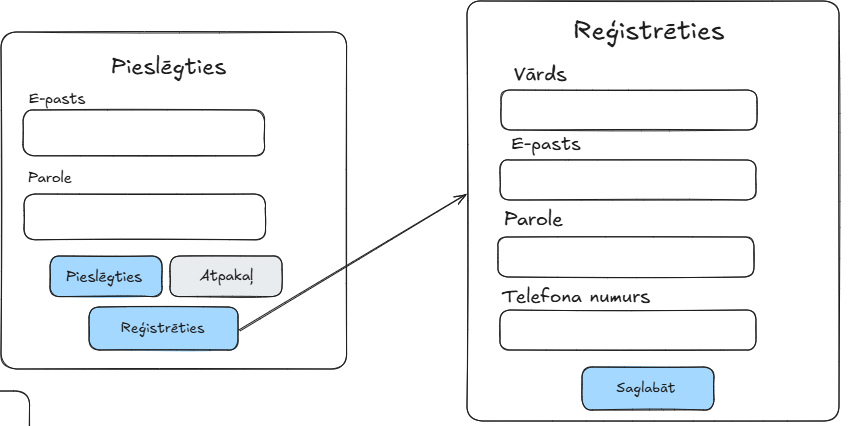 Pieslēgties
E-pasts
Parole
Pieslēgties
Atpakaļ
Reģistrēties
Reģistrēties
Vārds
E-pasts
Parole
Telefona numurs
Saglabāt